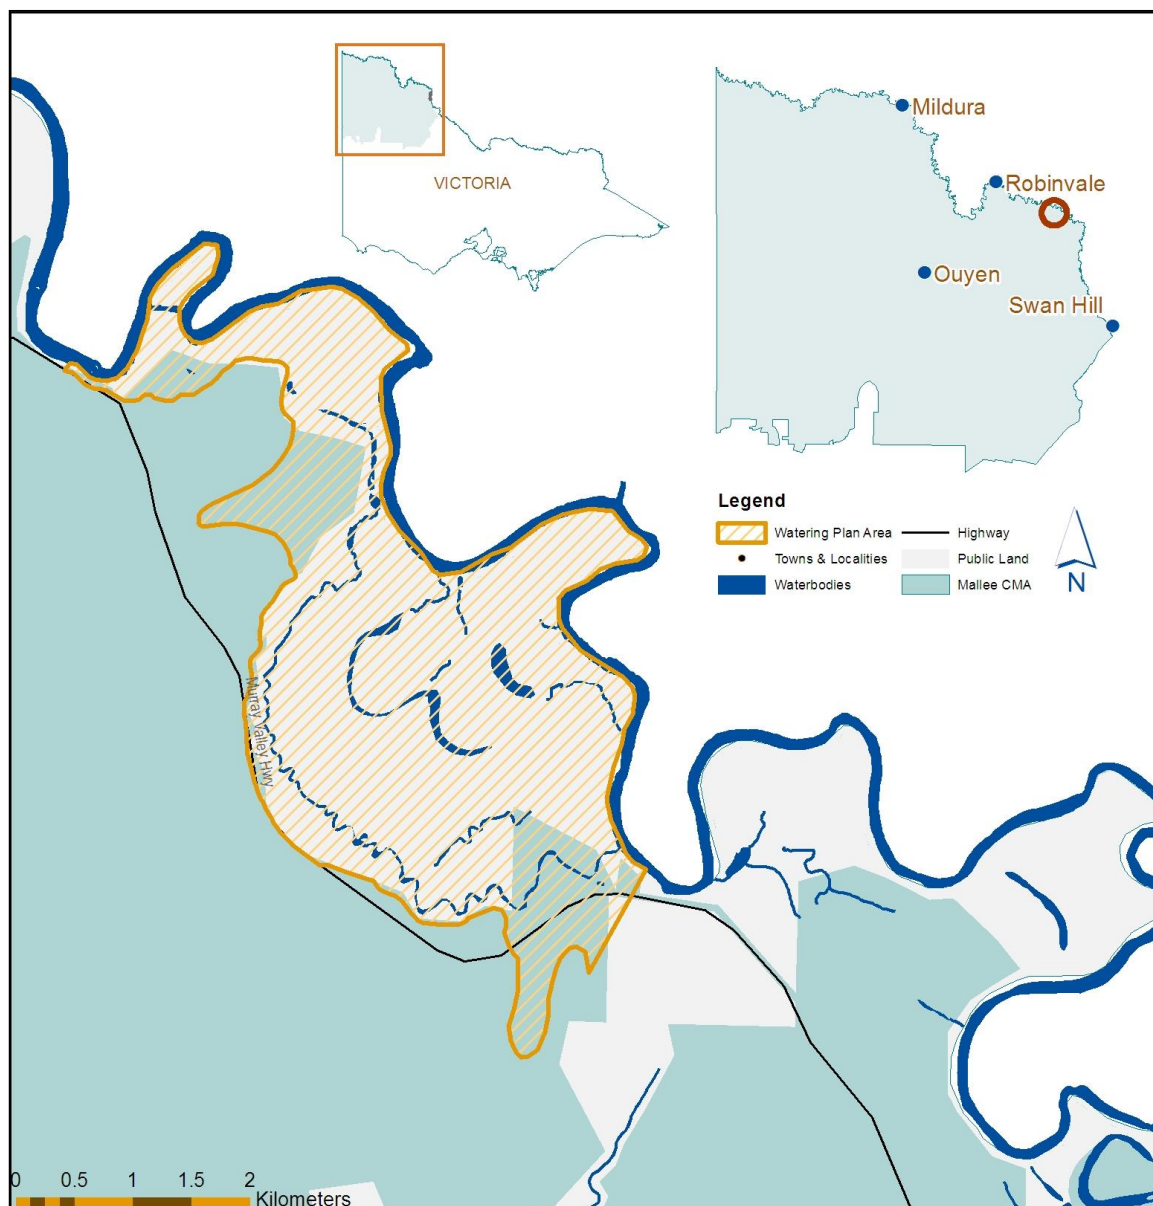 Mildura
VICTORIA
Robinvale
Ouyen
Swan Hill
Legend
Watering Plan Area
Highway
Towns & Localities
Public Land
Waterbodies
Mallee CMA
N
Murray Valley Hwy
0 0.5 1 1.5 2
Kilometers